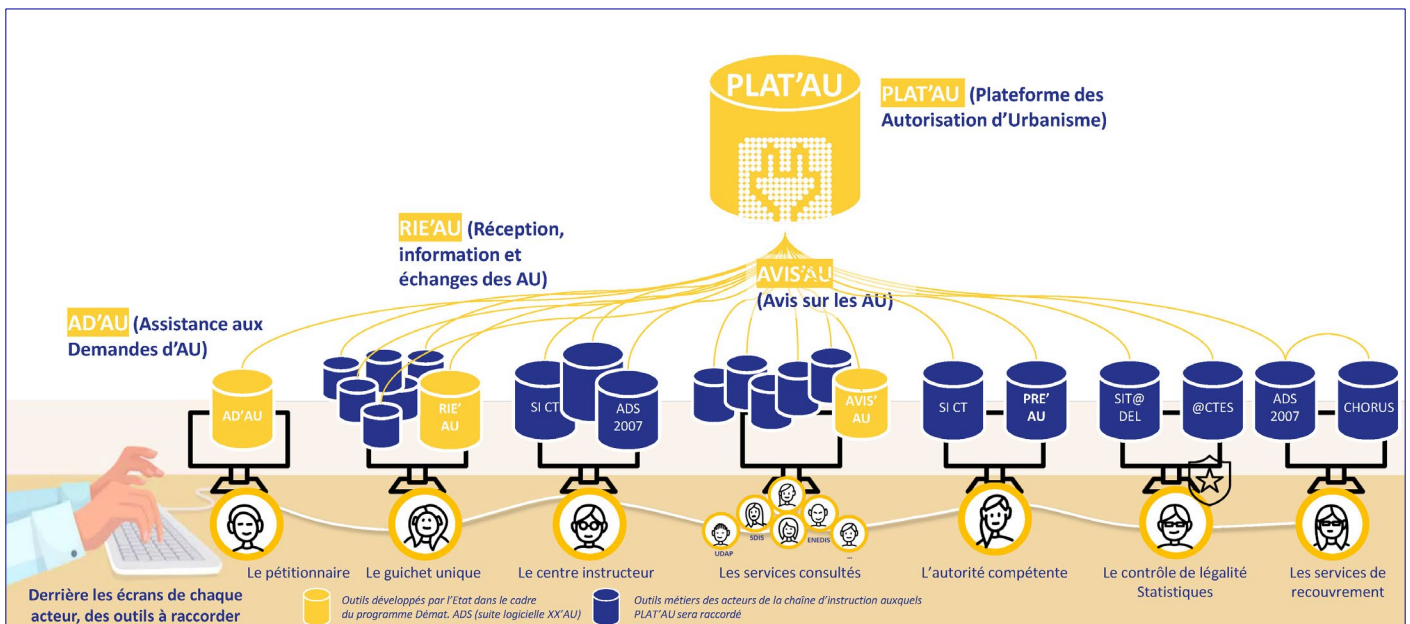 PLAT'AU
PLAT'AU (Plateforme des
Autorisation d'Urbanisme)
RIE'AU (Réception,
information et
échanges des AU)
AVIS'AU
(Avis sur les AU)
AD'AU (Assistance aux
Demandes d'AU)
AD'AU
RIE'
AU
SI CT
ADS
2007
AVIS'
AU
SI CT
PRE'
AU
SIT@
DEL
@CTES
ADS
2007
CHORUS
UDAP
SDIS
ENEDIS
...
Le pétitionnaire
Le guichet unique
Le centre instructeur
Les services consultés
L'autorité compétente
Le contrôle de légalité
Statistiques
Les services de
recouvrement
Derrière les écrans de chaque
acteur, des outils à raccorder
Outils développés par l'Etat dans le cadre
du programme Démat. ADS (suite logicielle XX'AU)
Outils métiers des acteurs de la chaîne d'instruction auxquels
PLAT'AU sera raccordé